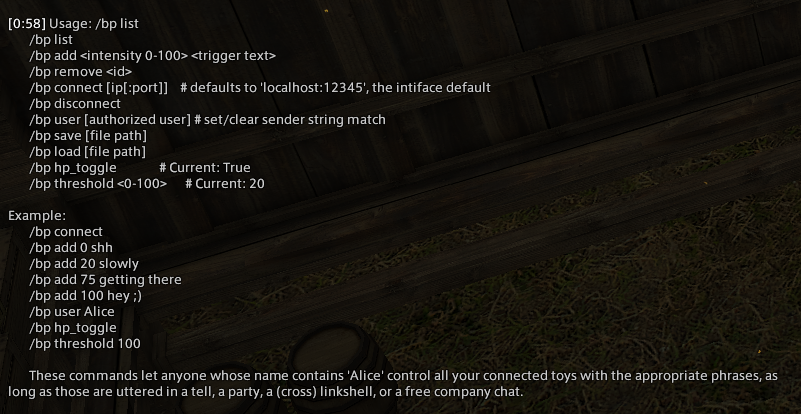 [0:58] Usage: /bp list
/bp list
/bp add <intensity 0-100> <trigger text>
/bp remove <id>
/bp connect [ip[:port]] # defaults to 'localhost:12345', the intiface default
/bp disconnect
/bp user [authorized user] # set/clear sender string match
/bp save [file path]
/bp load [file path]
/bp hp_toggle # Current: True
/bp threshold <0-100> # Current: 20
Example:
/bp connect
/bp add 0 shh
/bp add 20 slowly
/bp add 75 getting there
/bp add 100 hey ;)
/bp user Alice
/bp hp_toggle
/bp threshold 100
These commands let anyone whose name contains 'Alice' control all your connected toys with the appropriate phrases, as
long as those are uttered in a tell, a party, a (cross) linkshell, or a free company chat.